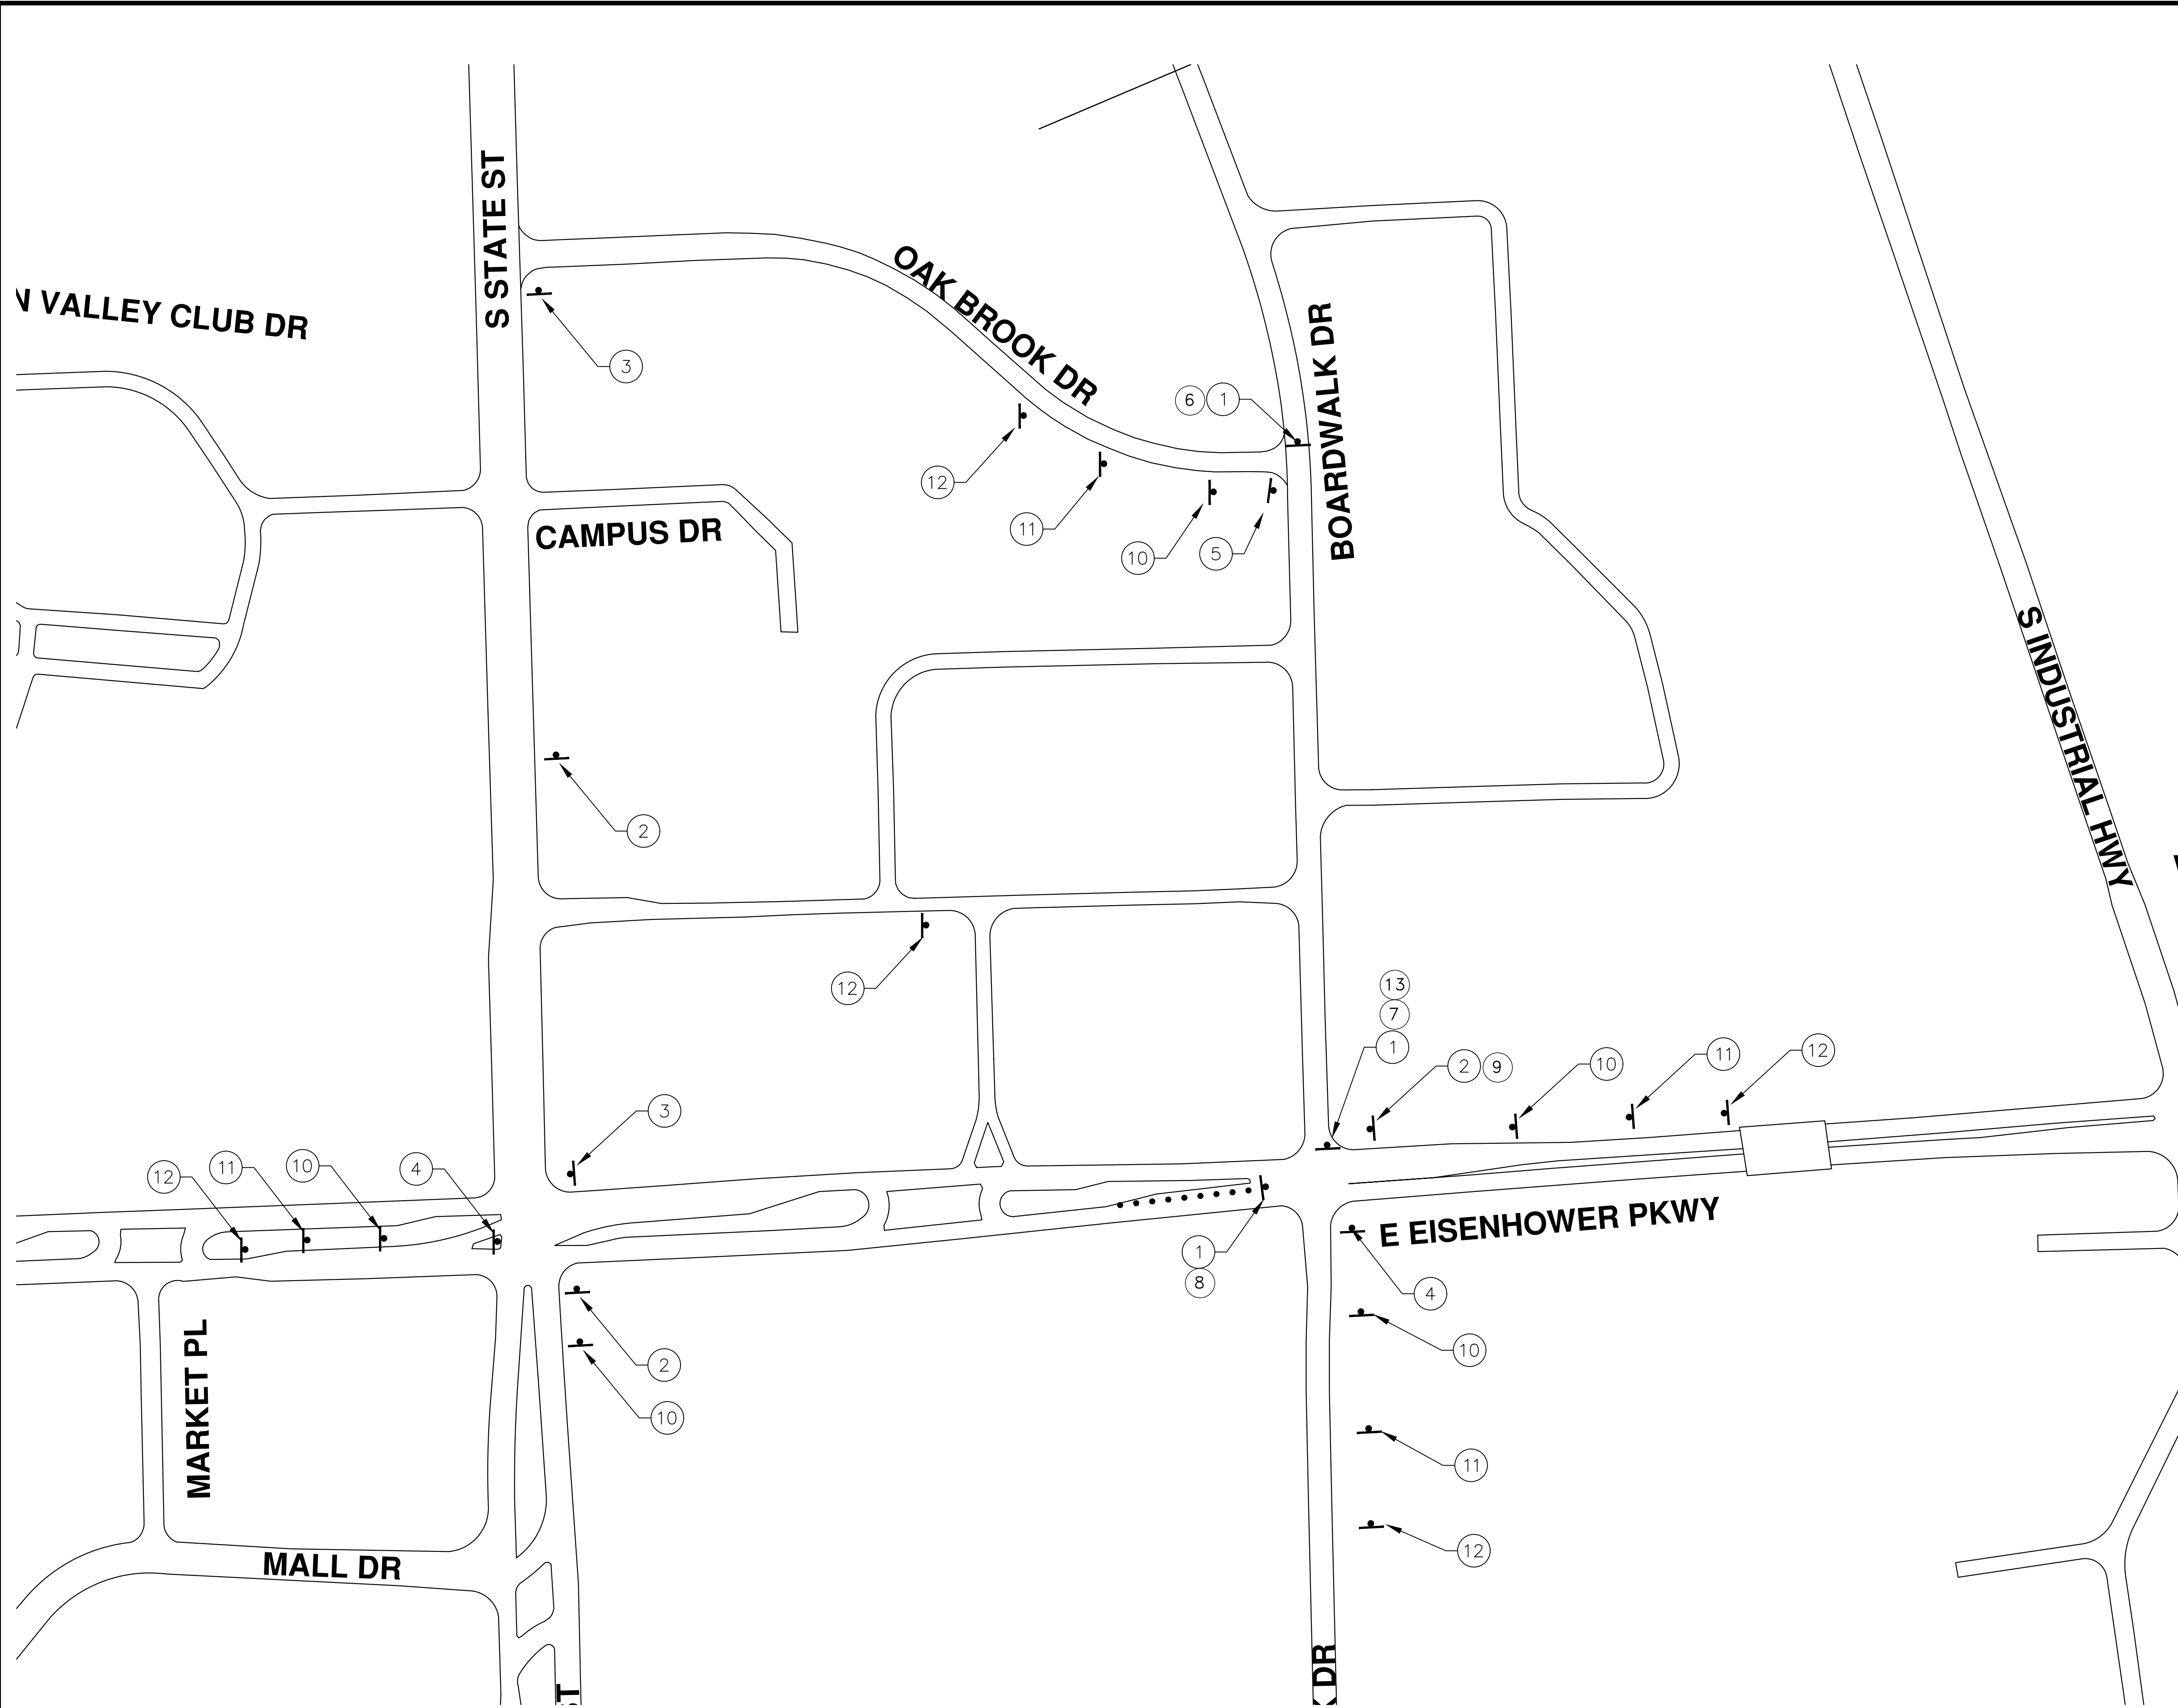 S STATE ST
N VALLEY CLUB DR
OAK BROOK DR
BOARDWALK DR
3
6 1
12
11
10
5
CAMPUS DR
S INDUSTRIAL HWY
2
12
13
7
1
2 9
10
11
12
3
12
11
10
4
E EISENHOWER PKWY
1
8
4
10
2
10
11
12
MARKET PL
MALL DR
ST
K DR